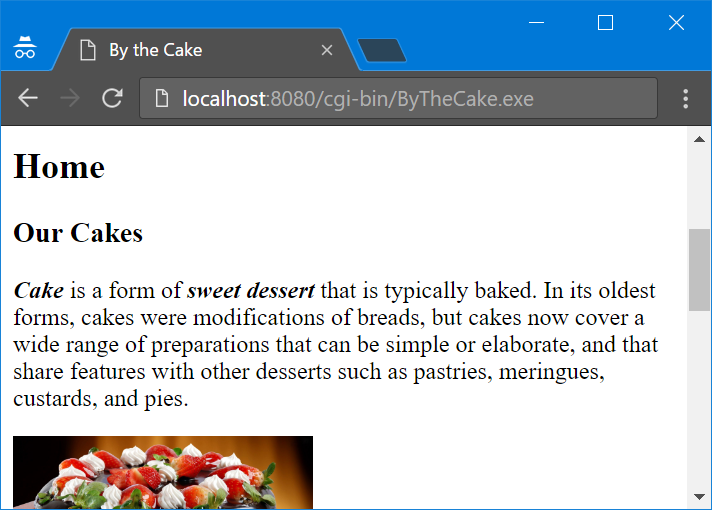 By the Cake
localhost:8080/cgi-bin/ByTheCake.exe
Home
Our Cakes
Cake is a form of sweet dessert that is typically baked. In its oldest
forms, cakes were modifications of breads, but cakes now cover a
wide range of preparations that can be simple or elaborate, and that
share features with other desserts such as pastries, meringues,
custards, and pies.